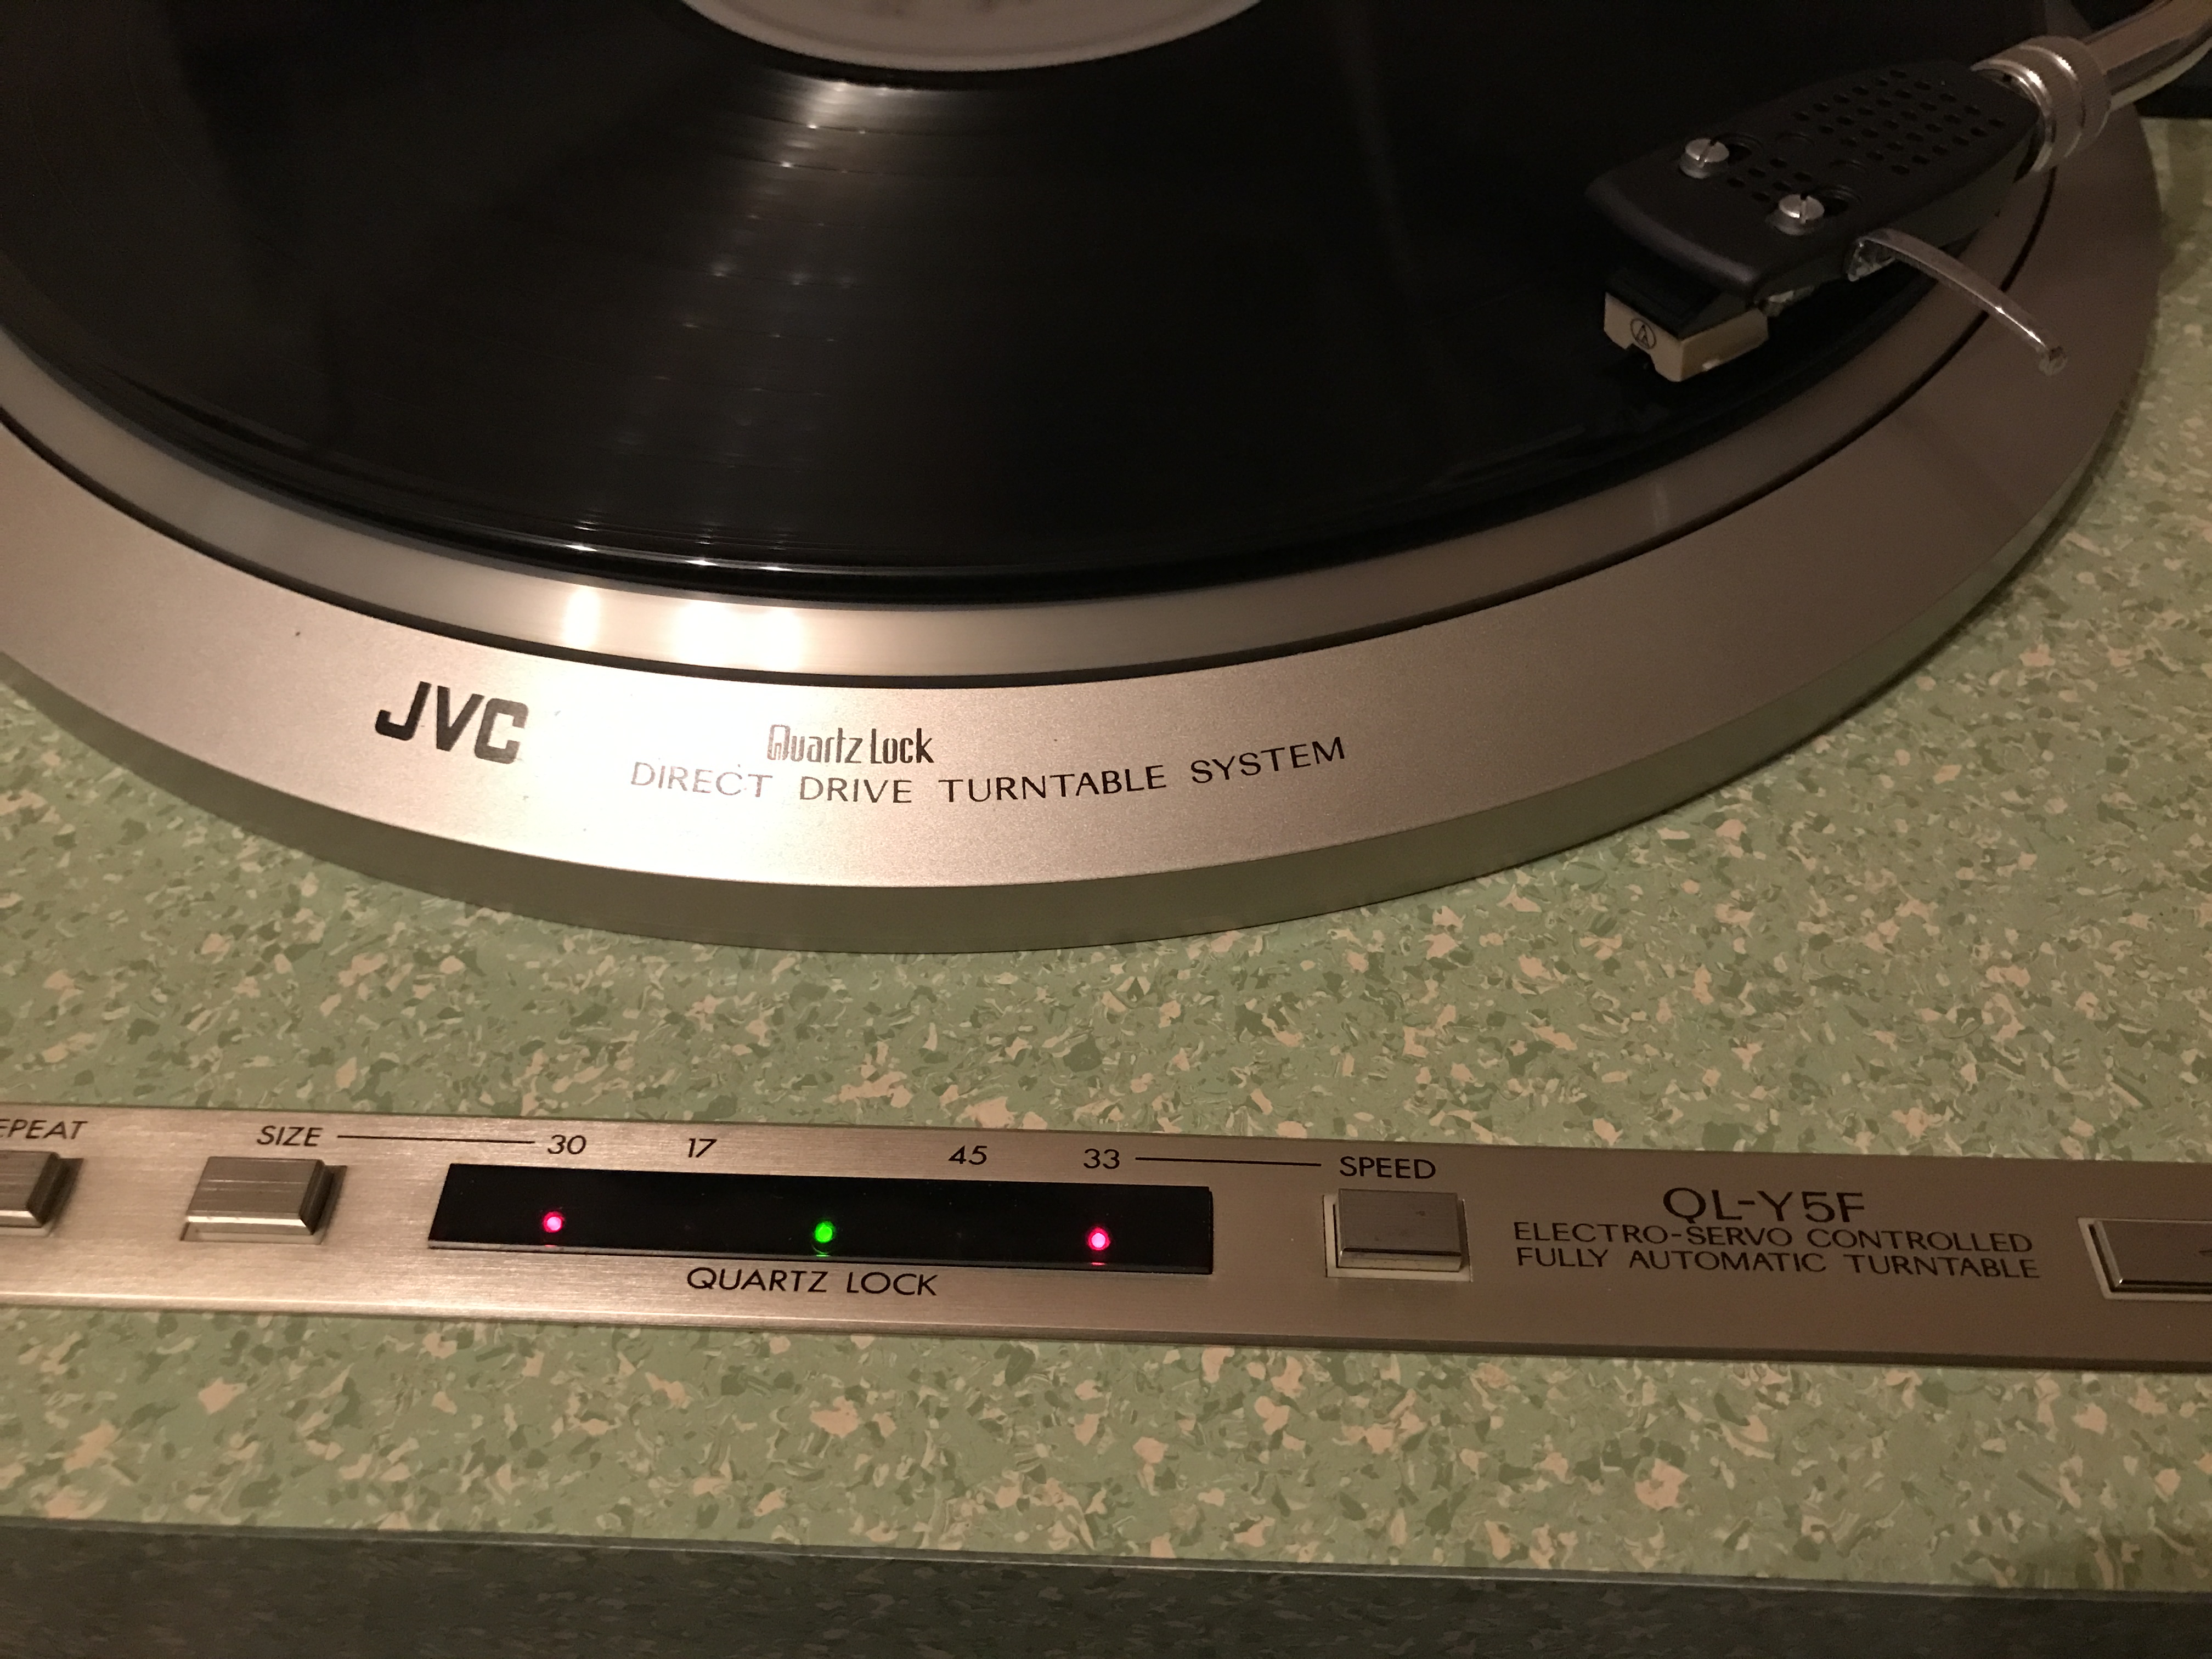 JVC
Quartz Lock
DIRECT DRIVE TURNTABLE SYSTEM
EPEAT
SIZE 30 17 45 33 SPEED
QUARTZ LOCK
QL-Y5F
ELECTRO-SERVO CONTROLLED
FULLY AUTOMATIC TURNTABLE